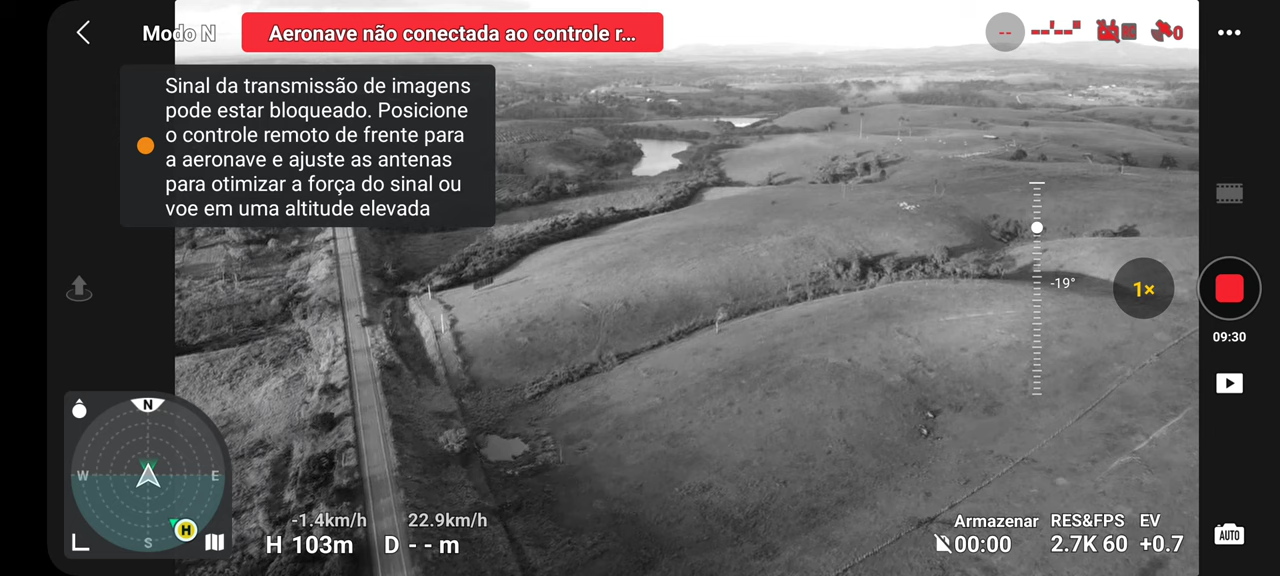 Modo N
Aeronave não conectada ao controle r...
--
0
Sinal da transmissão de imagens
pode estar bloqueado. Posicione
o controle remoto de frente para
a aeronave e ajuste as antenas
para otimizar a força do sinal ou
voe em uma altitude elevada
-19°
1×
09:30
N
W
E
S
H
-1.4km/h
22.9km/h
H 103m
D - - m
Armazenar
RES&FPS
EV
00:00
2.7K 60
+0.7
AUTO